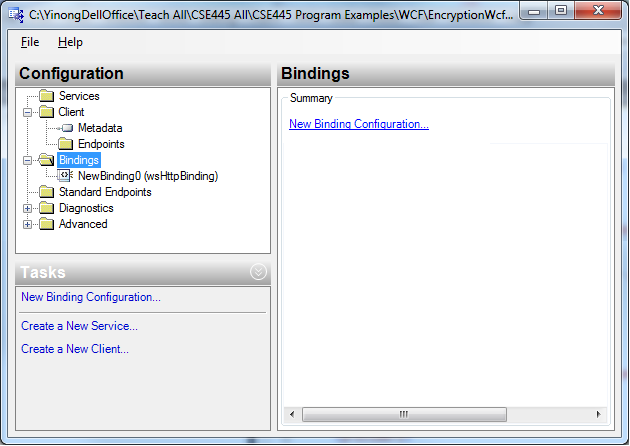 C:\YinongDellOffice\Teach All\CSE445 All\CSE445 Program Examples\WCF\EncryptionWcf...
File Help
Configuration
Services
Client
Metadata
Endpoints
Bindings
NewBinding0 (wsHttpBinding)
Standard Endpoints
Diagnostics
Advanced
Tasks
New Binding Configuration...
Create a New Service...
Create a New Client...
Bindings
Summary
New Binding Configuration...